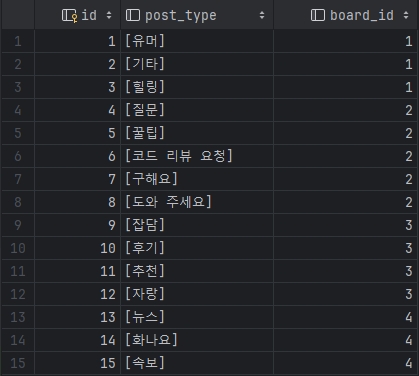 id post_type board_id
1 1 [유머] 1
2 2 [기타] 1
3 3 [힐링] 1
4 4 [질문] 2
5 5 [꿀팁] 2
6 6 [코드 리뷰 요청] 2
7 7 [구해요] 2
8 8 [도와 주세요] 2
9 9 [잡담] 3
10 10 [후기] 3
11 11 [추천] 3
12 12 [자랑] 3
13 13 [뉴스] 4
14 14 [화나요] 4
15 15 [속보] 4